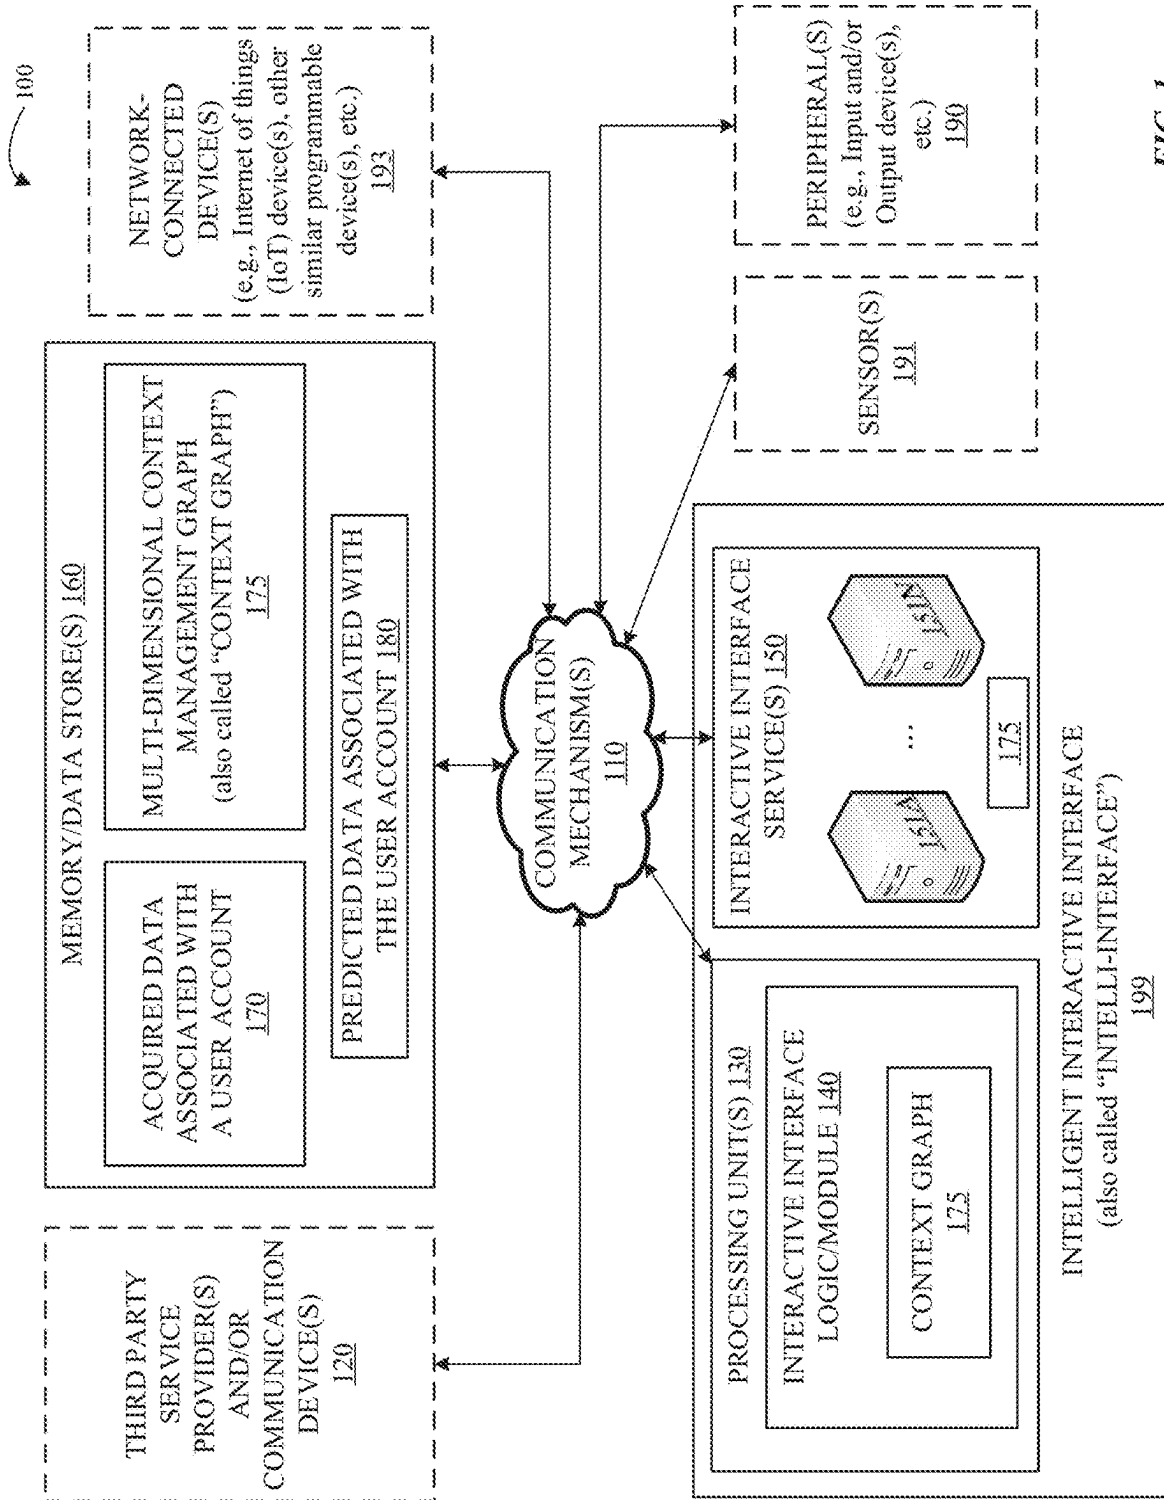 100
THIRD PARTY
SERVICE
PROVIDER(S)
AND/OR
COMMUNICATION
DEVICE(S)
120
MEMORY/DATA STORE(S) 160
ACQUIRED DATA
ASSOCIATED WITH
A USER ACCOUNT
170
MULTI-DIMENSIONAL CONTEXT
MANAGEMENT GRAPH
(also called “CONTEXT GRAPH”)
175
PREDICTED DATA ASSOCIATED WITH
THE USER ACCOUNT 180
NETWORK-
CONNECTED
DEVICE(S)
(e.g., Internet of things
(IoT) device(s), other
similar programmable
device(s), etc.)
193
COMMUNICATION
MECHANISM(S)
110
PROCESSING UNIT(S) 130
INTERACTIVE INTERFACE
LOGIC/MODULE 140
CONTEXT GRAPH
175
INTERACTIVE INTERFACE
SERVICE(S) 150
151A
...
151N
175
INTELLIGENT INTERACTIVE INTERFACE
(also called “INTELLI-INTERFACE”)
199
SENSOR(S)
191
PERIPHERAL(S)
(e.g., Input and/or
Output device(s),
etc.)
190